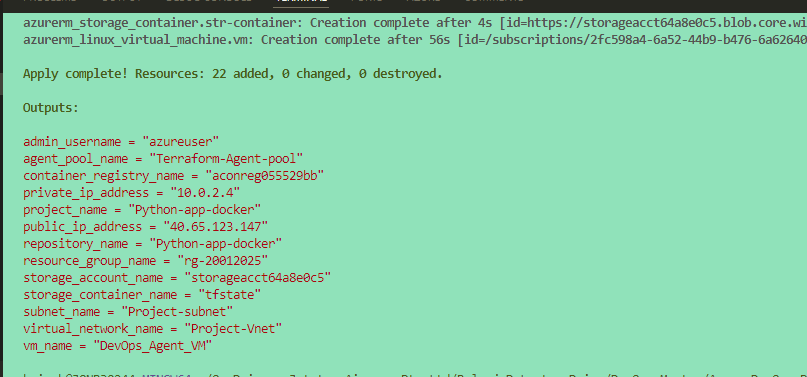 TERMINAL
azurerm_storage_container.str-container: Creation complete after 4s [id=https://storageacct64a8e0c5.blob.core.wi
azurerm_linux_virtual_machine.vm: Creation complete after 56s [id=/subscriptions/2fc598a4-6a52-44b9-b476-6a62640
Apply complete! Resources: 22 added, 0 changed, 0 destroyed.
Outputs:
admin_username = "azureuser"
agent_pool_name = "Terraform-Agent-pool"
container_registry_name = "aconreg055529bb"
private_ip_address = "10.0.2.4"
project_name = "Python-app-docker"
public_ip_address = "40.65.123.147"
repository_name = "Python-app-docker"
resource_group_name = "rg-20012025"
storage_account_name = "storageacct64a8e0c5"
storage_container_name = "tfstate"
subnet_name = "Project-subnet"
virtual_network_name = "Project-Vnet"
vm_name = "DevOps_Agent_VM"